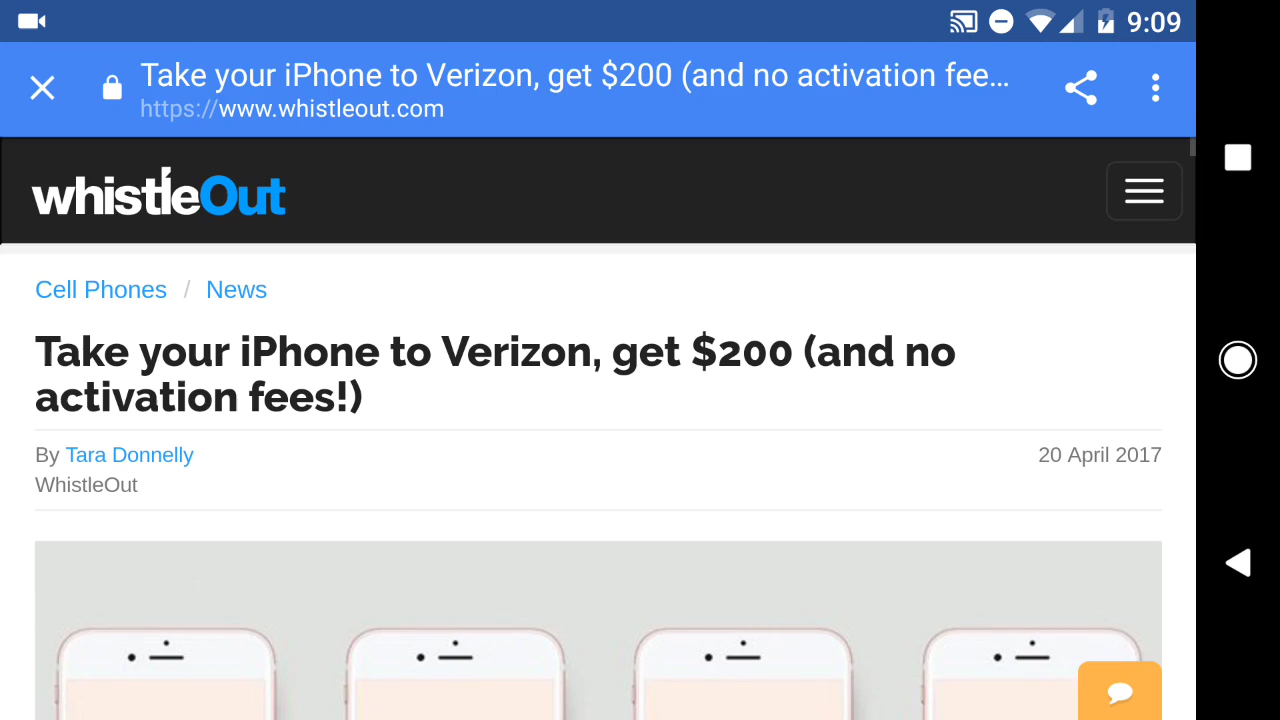 9:09
Take your iPhone to Verizon, get $200 (and no activation fee...
https://www.whistleout.com
whistleOut
Cell Phones / News
Take your iPhone to Verizon, get $200 (and no
activation fees!)
By Tara Donnelly
20 April 2017
WhistleOut